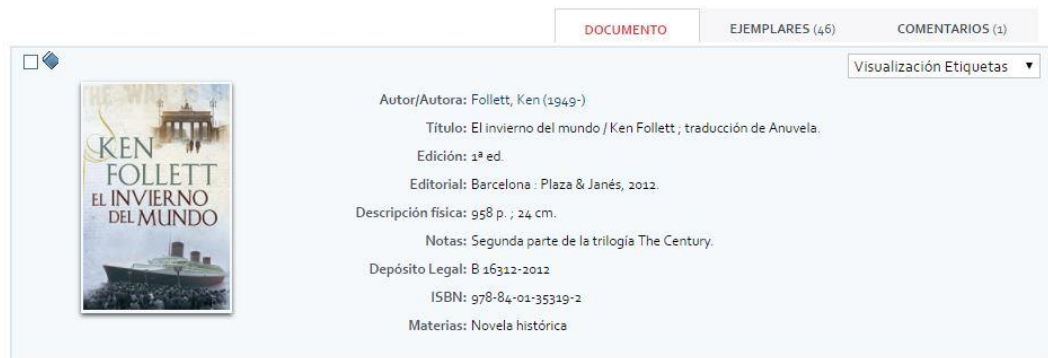 DOCUMENTO
EJEMPLARES (46)
COMENTARIOS (1)
Visualización Etiquetas
Autor/Autora: Follett, Ken (1949-)
Título: El invierno del mundo / Ken Follett ; traducción de Anuvela.
Edición: 1ª ed.
Editorial: Barcelona : Plaza & Janés, 2012.
Descripción física: 958 p. ; 24 cm.
Notas: Segunda parte de la trilogía The Century.
Depósito Legal: B 16312-2012
ISBN: 978-84-01-35319-2
Materias: Novela histórica
KEN
FOLLETT
EL INVIERNO
DEL MUNDO